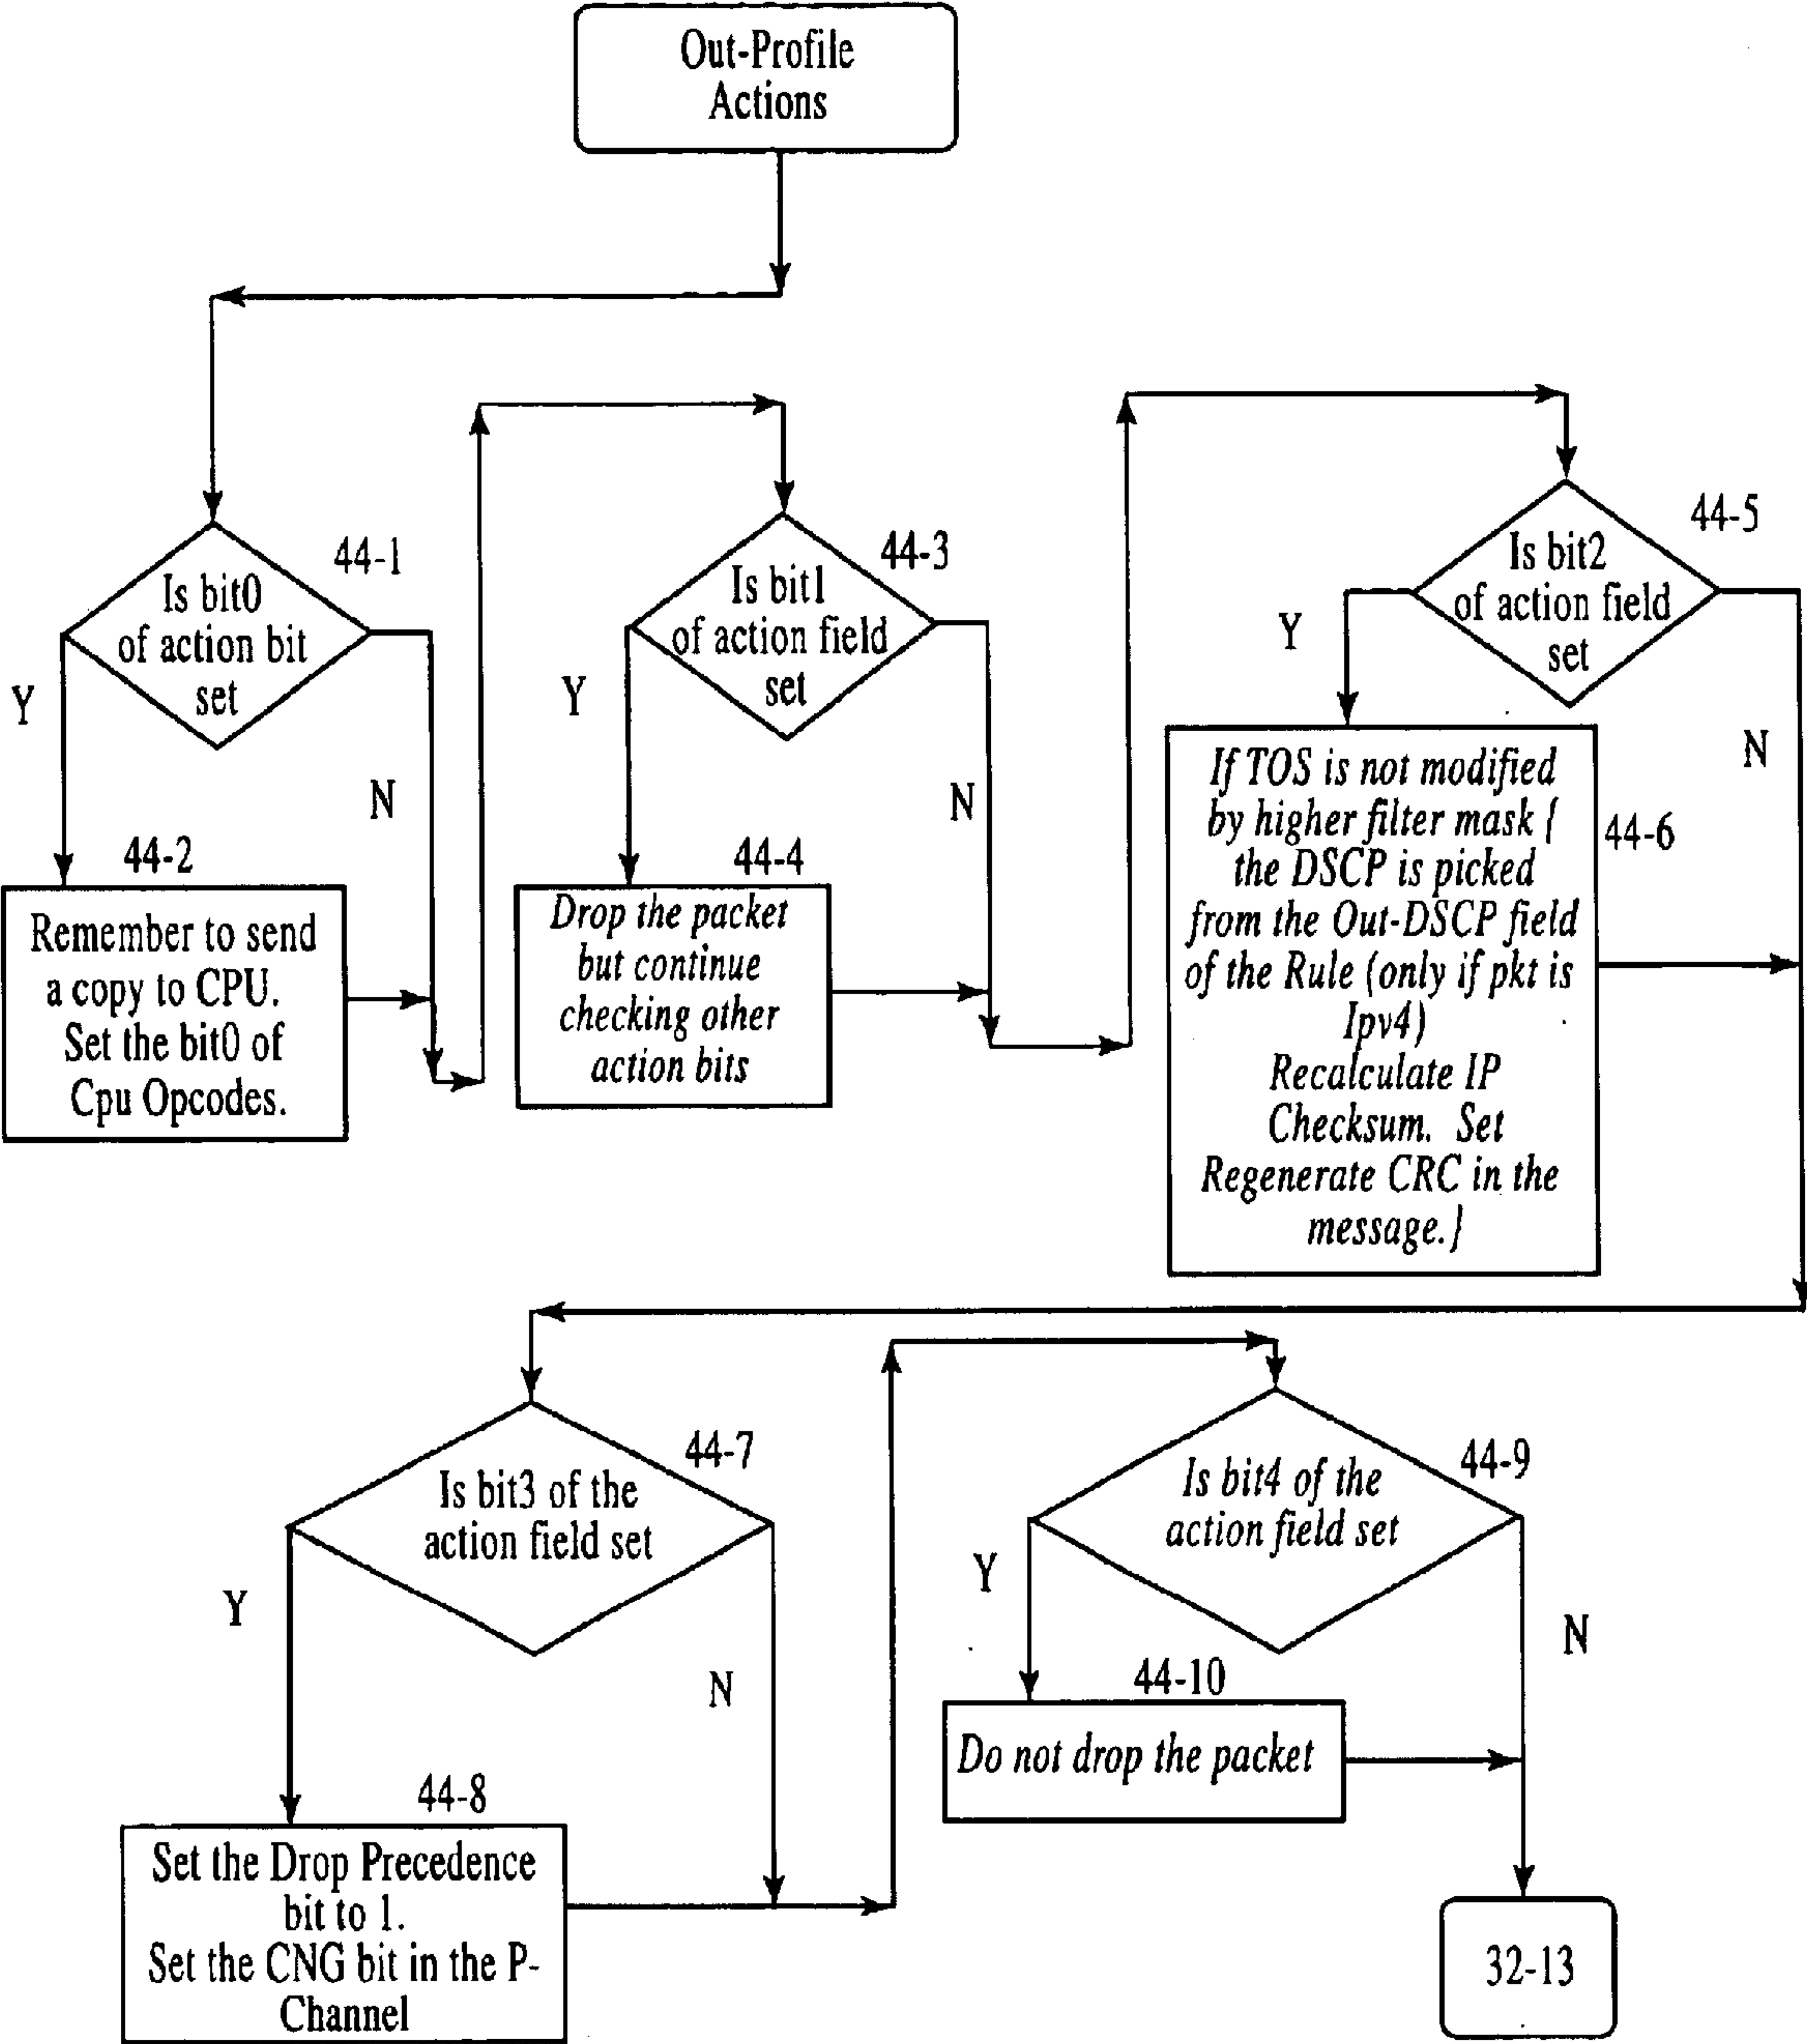 Out-Profile
Actions
44-1
Is bit0
of action bit
set
Y
N
44-2
Remember to send
a copy to CPU.
Set the bit0 of
Cpu Opcodes.
44-3
Is bit1
of action field
set
Y
N
44-4
Drop the packet
but continue
checking other
action bits
44-5
Is bit2
of action field
set
Y
N
44-6
If TOS is not modified
by higher filter mask {
the DSCP is picked
from the Out-DSCP field
of the Rule (only if pkt is
Ipv4)
Recalculate IP
Checksum. Set
Regenerate CRC in the
message.}
44-7
Is bit3 of the
action field set
Y
N
44-8
Set the Drop Precedence
bit to 1.
Set the CNG bit in the P-
Channel
44-9
Is bit4 of the
action field set
Y
N
44-10
Do not drop the packet
32-13